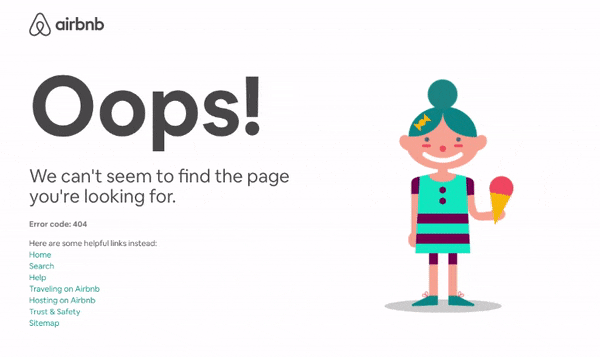 airbnb
Oops!
We can't seem to find the page
you're looking for.
Error code: 404
Here are some helpful links instead:
Home
Search
Help
Traveling on Airbnb
Hosting on Airbnb
Trust & Safety
Sitemap